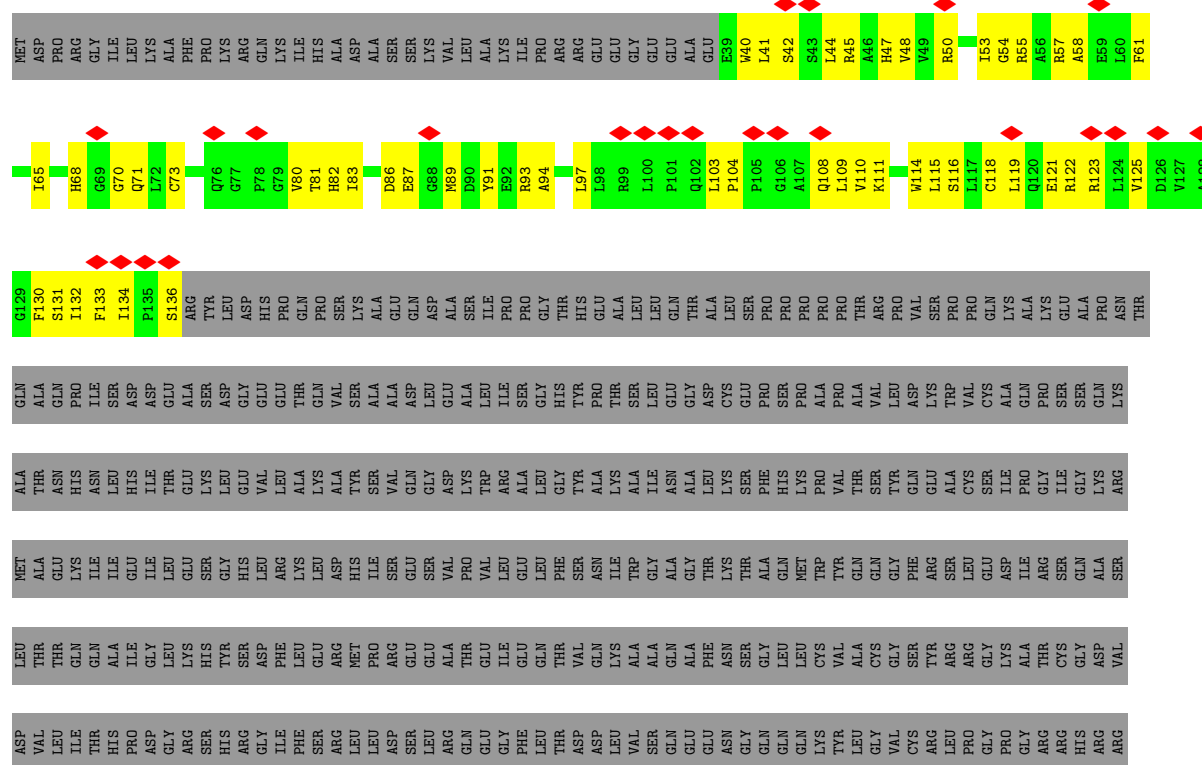 MET ASP PRO ARG GLY ILE LEU LYS ALA PHE PRO LYS ARG GLN LYS ILE HIS ALA ASP ALA SER SER LYS VAL LEU ALA LYS ILE PRO ARG ARG GLU GLU GLY GLU GLU ALA GLU E39 W40 L41 S42 S43 L44 R45 A46 H47 V48 V49 R50 I53 G54 R55 A56 R57 A58 E59 L60 F61
I65 H68 G69 G70 Q71 L72 C73 Q76 G77 P78 G79 V80 T81 H82 I83 D86 E87 G88 M89 D90 Y91 E92 R93 A94 L97 L98 R99 L100 P101 Q102 L103 P104 P105 G106 A107 Q108 L109 V110 K111 W114 L115 S116 L117 C118 L119 Q120 E121 R122 R123 L124 V125 D126 V127
G129 F130 S131 I132 F133 I134 P135 S136 ARG TYR LEU ASP HIS PRO GLN PRO SER LYS ALA GLU GLN ASP ALA SER ILE PRO PRO GLY THR HIS GLU ALA LEU LEU GLN THR ALA LEU SER PRO PRO PRO PRO PRO THR ARG PRO VAL SER PRO PRO GLN LYS ALA LYS GLU ALA PRO ASN THR
GLN ALA GLN PRO ILE SER ASP ASP GLU ALA SER ASP GLY GLU GLU THR GLN VAL SER ALA ALA ASP LEU GLU ALA LEU ILE SER GLY HIS TYR PRO THR SER LEU GLU GLY ASP CYS GLU PRO SER PRO ALA PRO ALA VAL LEU ASP LYS TRP VAL CYS ALA GLN PRO SER SER GLN LYS
ALA THR ASN HIS ASN LEU HIS ILE THR GLU LYS LEU GLU VAL LEU ALA LYS ALA TYR SER VAL GLN GLY ASP LYS TRP ARG ALA LEU GLY TYR ALA LYS ALA ILE ASN ALA LEU LYS SER PHE HIS LYS PRO VAL THR SER TYR GLN GLU ALA CYS SER ILE PRO GLY ILE GLY LYS ARG
MET ALA GLU LYS ILE ILE GLU ILE LEU GLU SER GLY HIS LEU ARG LYS LEU ASP HIS ILE SER GLU SER VAL PRO VAL LEU GLU LEU PHE SER ASN ILE TRP GLY ALA GLY THR LYS THR ALA GLN MET TRP TYR GLN GLN GLY PHE ARG SER LEU GLU ASP ILE ARG SER GLN ALA SER
LEU THR THR GLN GLN ALA ILE GLY LEU LYS HIS TYR SER ASP PHE LEU GLU ARG MET PRO ARG GLU GLU ALA THR GLU ILE GLU GLN THR VAL GLN LYS ALA ALA GLN ALA PHE ASN SER GLY LEU LEU CYS VAL ALA CYS GLY SER TYR ARG ARG GLY LYS ALA THR CYS GLY ASP VAL
ASP VAL LEU ILE THR HIS PRO ASP GLY ARG SER HIS ARG GLY ILE PHE SER ARG LEU LEU ASP SER LEU ARG GLN GLU GLY PHE LEU THR ASP ASP LEU VAL SER GLN GLU GLU ASN GLY GLN GLN GLN LYS TYR LEU GLY VAL CYS ARG LEU PRO GLY PRO GLY ARG ARG HIS ARG ARG